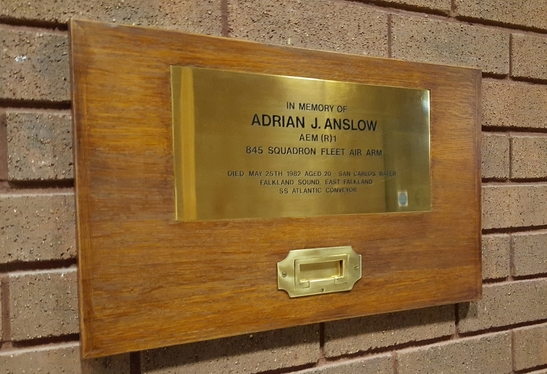 IN MEMORY OF
ADRIAN J. ANSLOW
AEM (R)1
845 SQUADRON FLEET AIR ARM
DIED MAY 25TH 1982 AGED 20 SAN CARLOS WATER
FALKLAND SOUND, EAST FALKLAND
SS ATLANTIC CONVEYOR